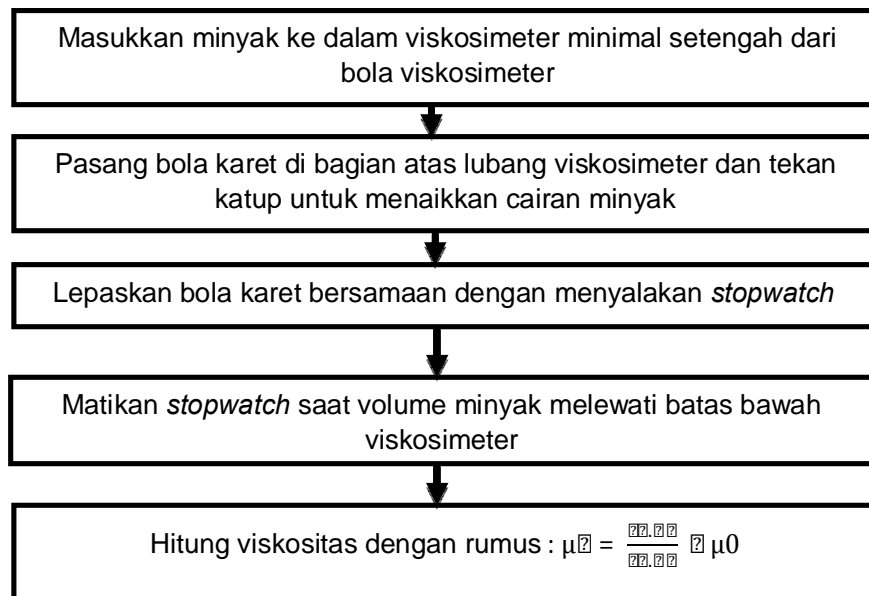 Masukkan minyak ke dalam viskosimeter minimal setengah dari
bola viskosimeter
Pasang bola karet di bagian atas lubang viskosimeter dan tekan
katup untuk menaikkan cairan minyak
Lepaskan bola karet bersamaan dengan menyalakan stopwatch
Matikan stopwatch saat volume minyak melewati batas bawah
viskosimeter
Hitung viskositas dengan rumus : μ = μ0